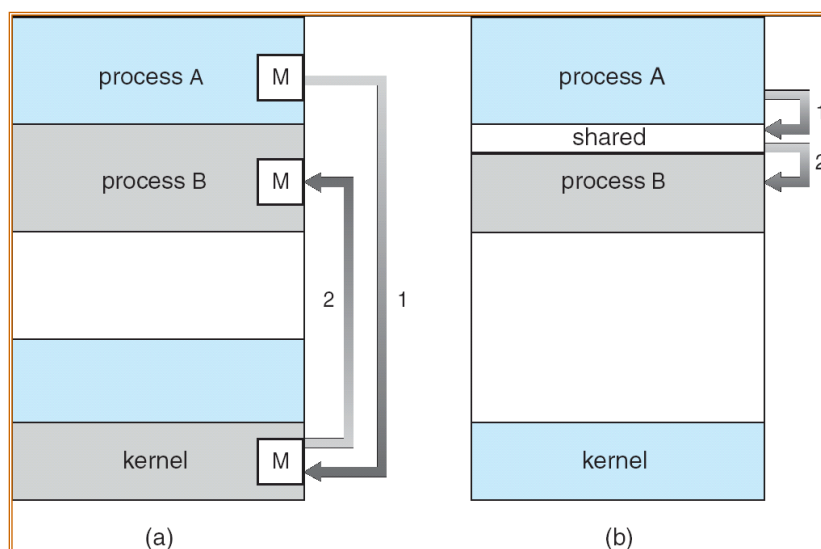 process A
M
process B
M
2
1
kernel
M
(a)
process A
1
shared
2
process B
kernel
(b)